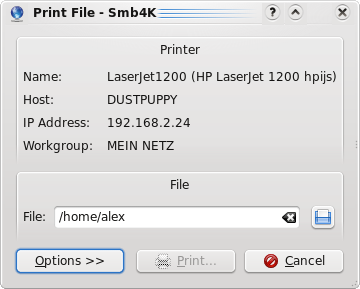 Print File - Smb4K
Printer
Name: LaserJet1200 (HP LaserJet 1200 hpijs)
Host: DUSTPUPPY
IP Address: 192.168.2.24
Workgroup: MEIN NETZ
File
File: /home/alex
Options >> Print... Cancel